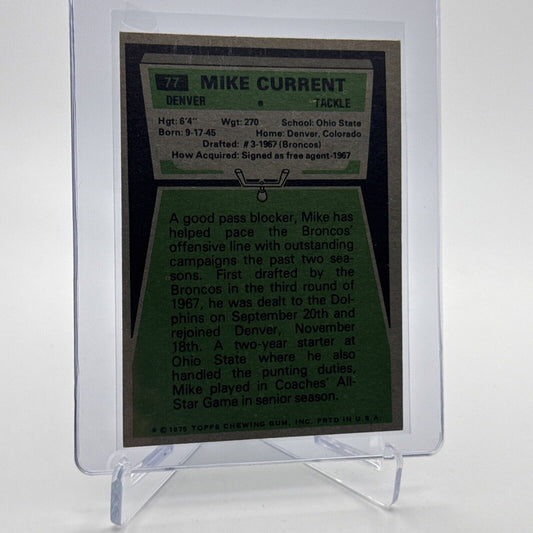 77 MIKE CURRENT
DENVER • TACKLE
Hgt: 6'4" Wgt: 270 School: Ohio State
Born: 9-17-45 Home: Denver, Colorado
Drafted: #3-1967 (Broncos)
How Acquired: Signed as free agent-1967
A good pass blocker, Mike has
helped pace the Broncos'
offensive line with outstanding
campaigns the past two sea-
sons. First drafted by the
Broncos in the third round of
1967, he was dealt to the Dol-
phins on September 20th and
rejoined Denver, November
18th. A two-year starter at
Ohio State where he also
handled the punting duties,
Mike played in Coaches' All-
Star Game in senior season.
* © 1975 TOPPS CHEWING GUM, INC. PRTD IN U.S.A.